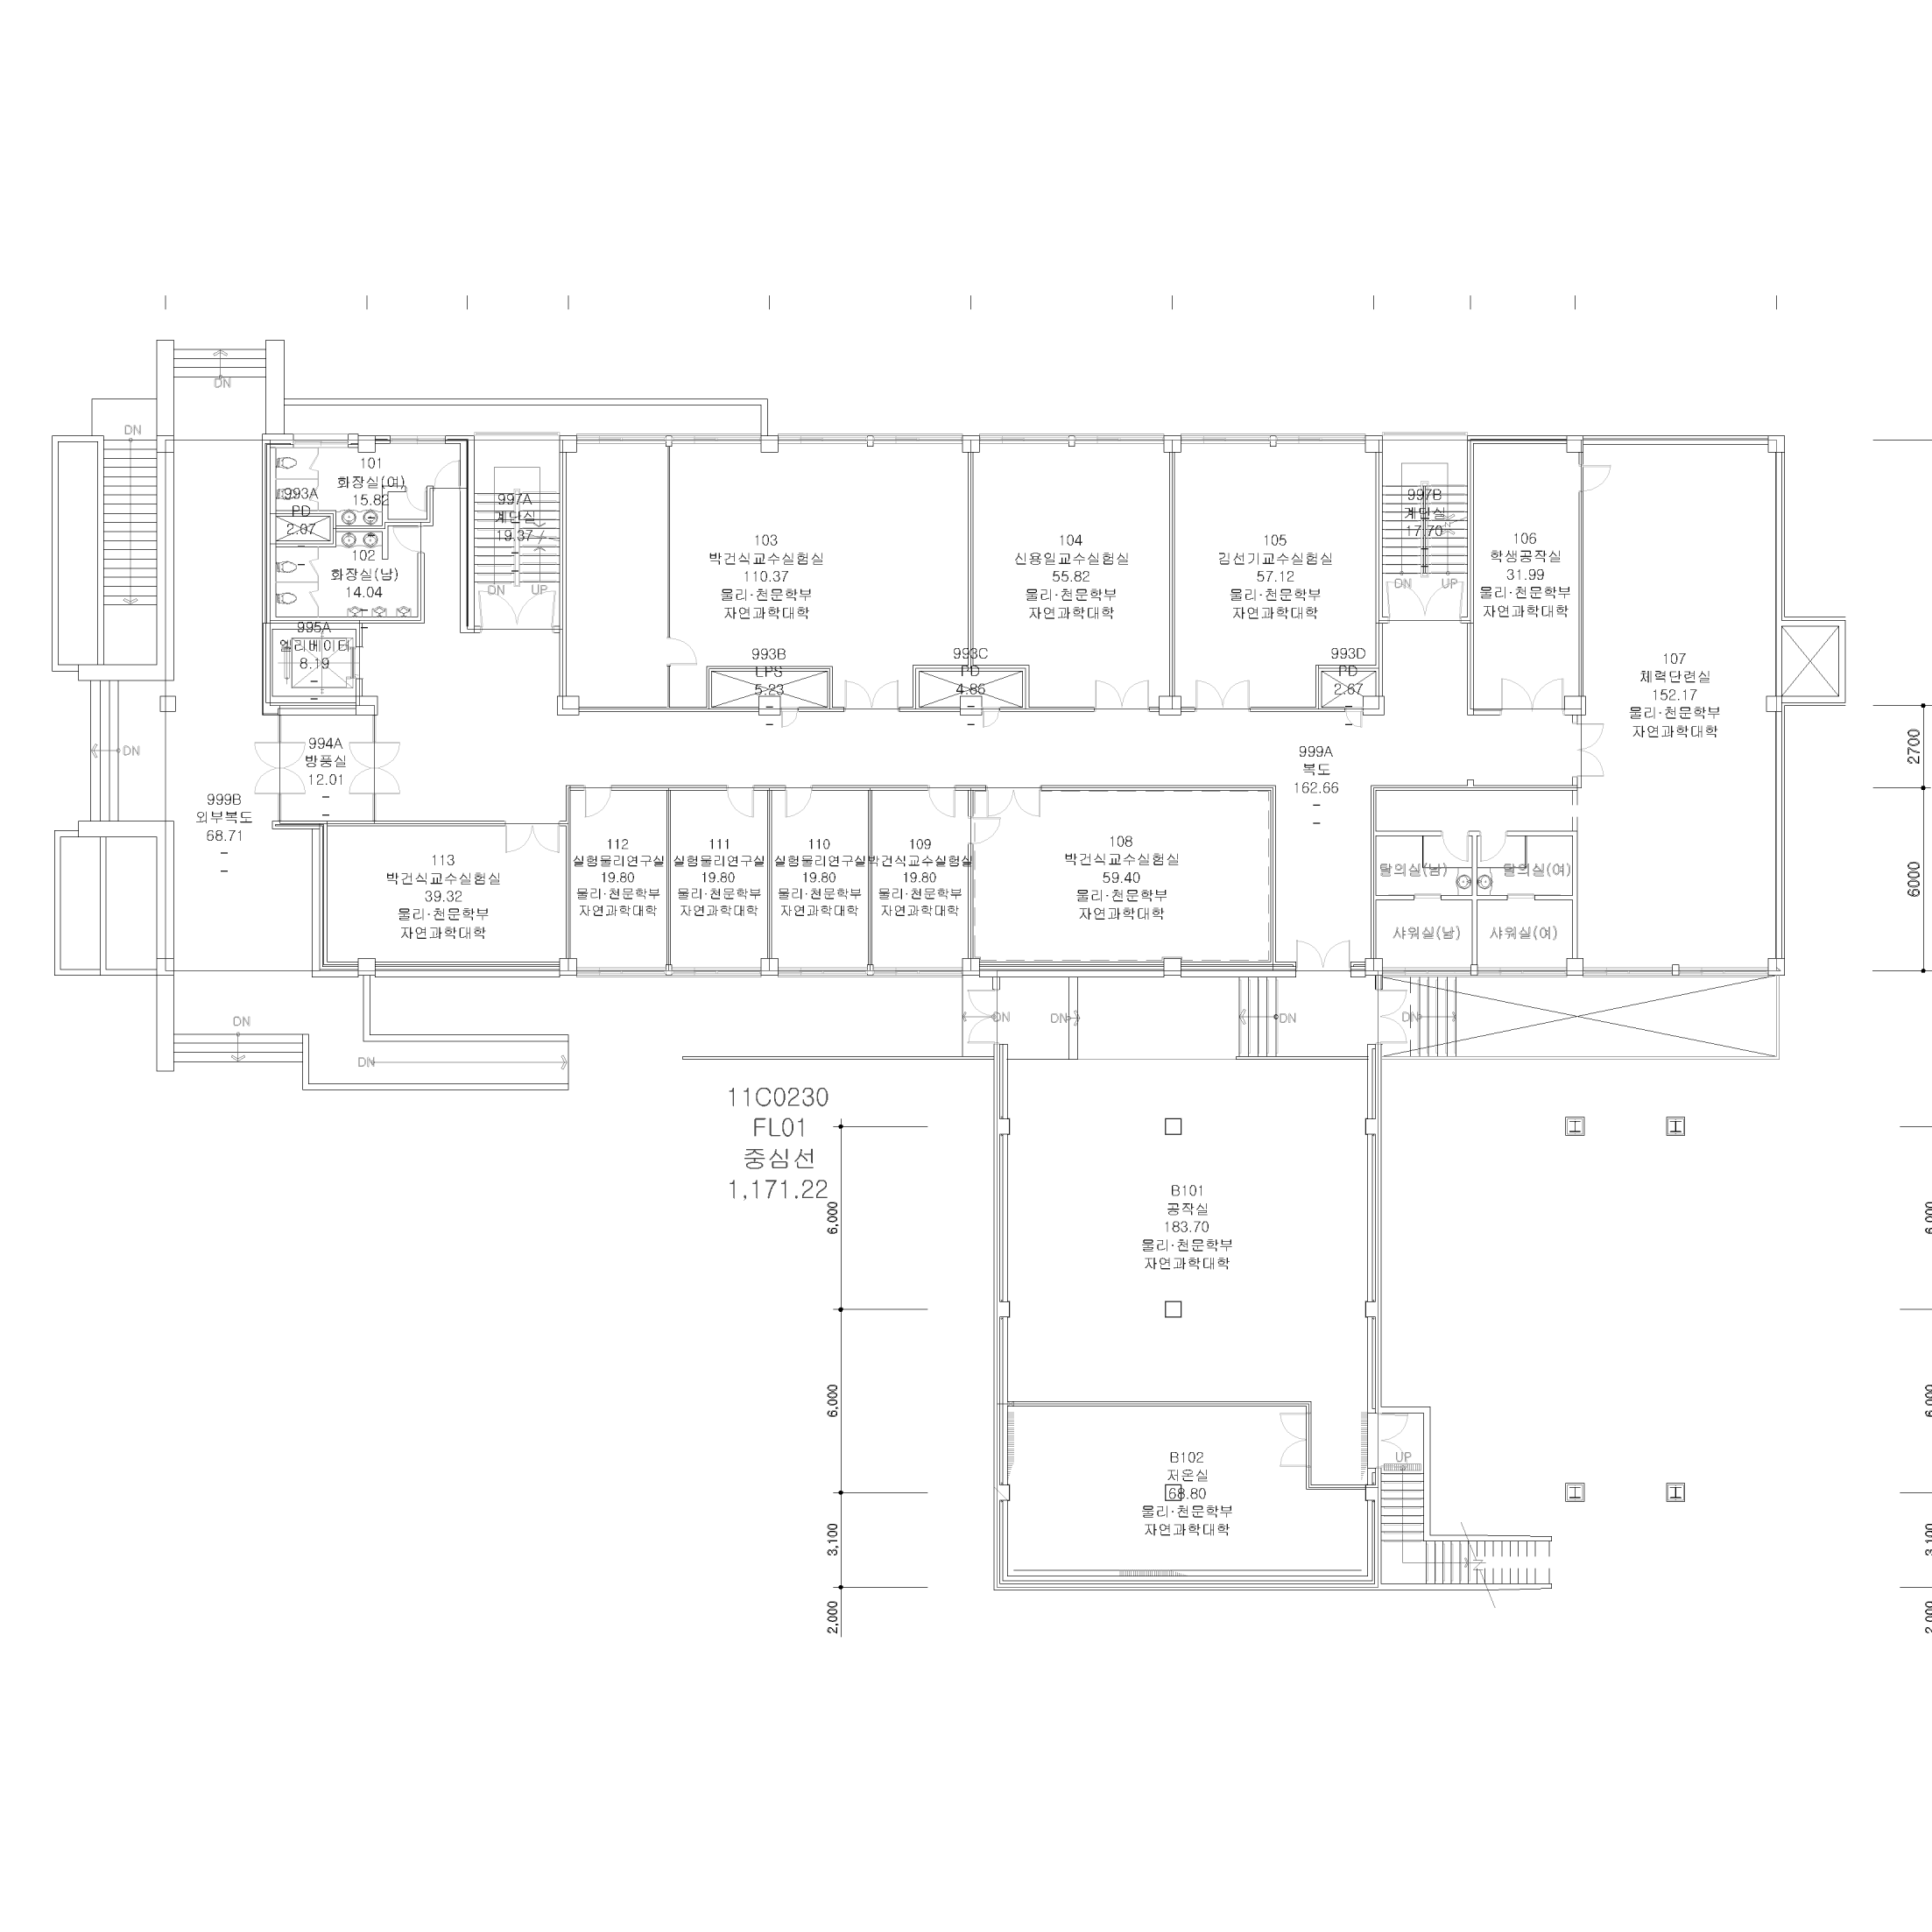 DN
DN
101
화장실(여)
15.82
993A
PD
2.07
102
화장실(남)
14.04
997A
계단실
19.37
DN
UP
103
박건식교수실험실
110.37
물리·천문학부
자연과학대학
104
신용일교수실험실
55.82
물리·천문학부
자연과학대학
105
김선기교수실험실
57.12
물리·천문학부
자연과학대학
997B
계단실
17.70
DN
UP
106
학생공작실
31.99
물리·천문학부
자연과학대학
995A
엘리베이터
8.19
993B
EPS
5.23
993C
PD
4.86
993D
PD
2.67
107
체력단련실
152.17
물리·천문학부
자연과학대학
DN
994A
방풍실
12.01
999A
복도
162.66
2700
999B
외부복도
68.71
113
박건식교수실험실
39.32
물리·천문학부
자연과학대학
112
실험물리연구실
19.80
물리·천문학부
자연과학대학
111
실험물리연구실
19.80
물리·천문학부
자연과학대학
110
실험물리연구실
19.80
물리·천문학부
자연과학대학
109
박건식교수실험실
19.80
물리·천문학부
자연과학대학
108
박건식교수실험실
59.40
물리·천문학부
자연과학대학
탈의실(남)
탈의실(여)
샤워실(남)
샤워실(여)
6000
DN
DN
DN
DN
DN
DN
11C0230
FL01
중심선
1,171.22
6,000
6,000
3,100
2,000
B101
공작실
183.70
물리·천문학부
자연과학대학
B102
저온실
68.80
물리·천문학부
자연과학대학
UP
6,000
6,000
3,100
2,000